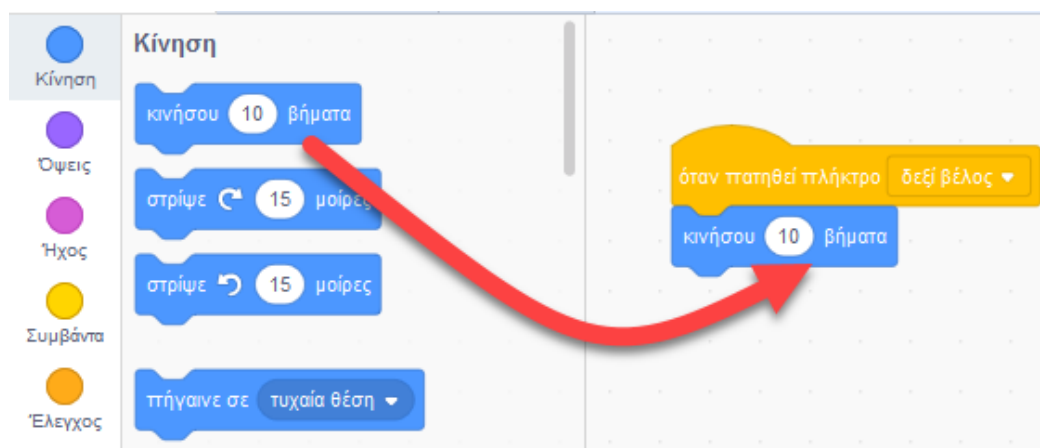 Κίνηση
Όψεις
Ήχος
Συμβάντα
Έλεγχος
Κίνηση
κινήσου 10 βήματα
στρίψε 15 μοίρες
στρίψε 15 μοίρες
πήγαινε σε τυχαία θέση
όταν πατηθεί πλήκτρο δεξί βέλος
κινήσου 10 βήματα